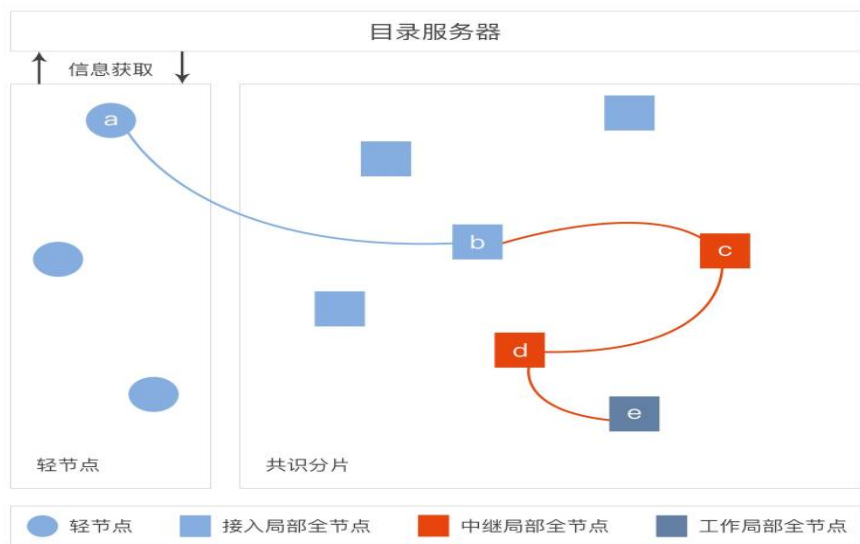 目录服务器
信息获取
a
b
c
d
e
轻节点
共识分片
轻节点
接入局部全节点
中继局部全节点
工作局部全节点